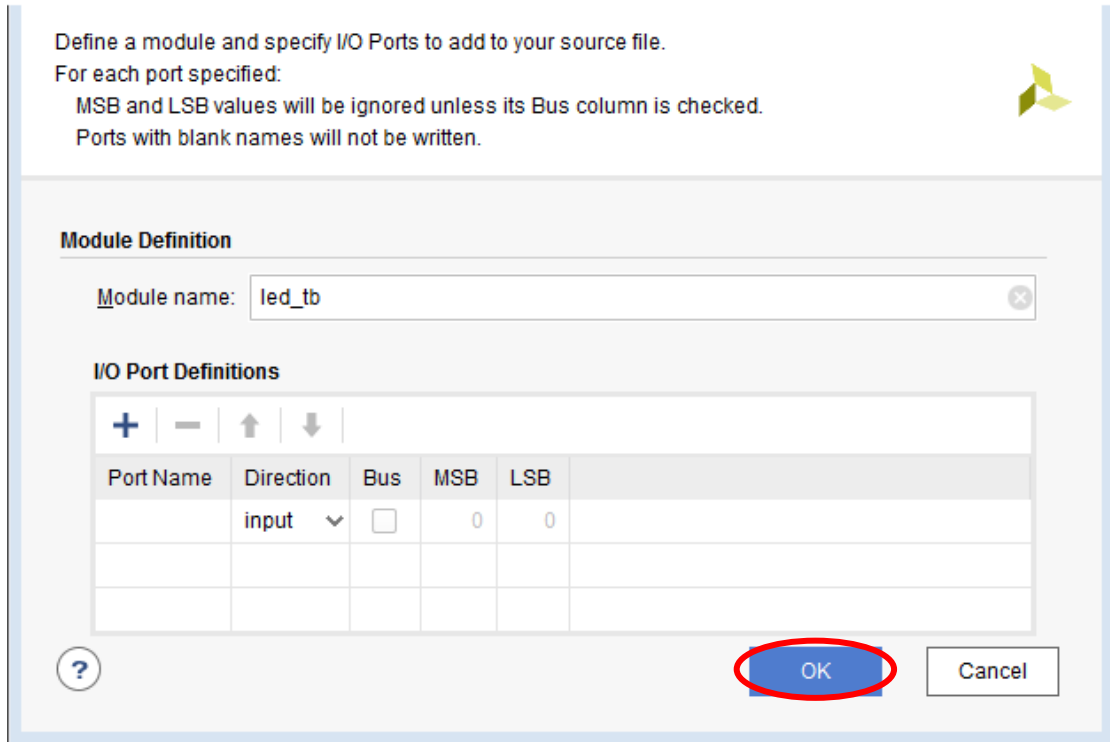 Define a module and specify I/O Ports to add to your source file.
For each port specified:
MSB and LSB values will be ignored unless its Bus column is checked.
Ports with blank names will not be written.
Module Definition
Module name: led_tb
I/O Port Definitions
Port Name Direction Bus MSB LSB
input 0 0
? OK Cancel